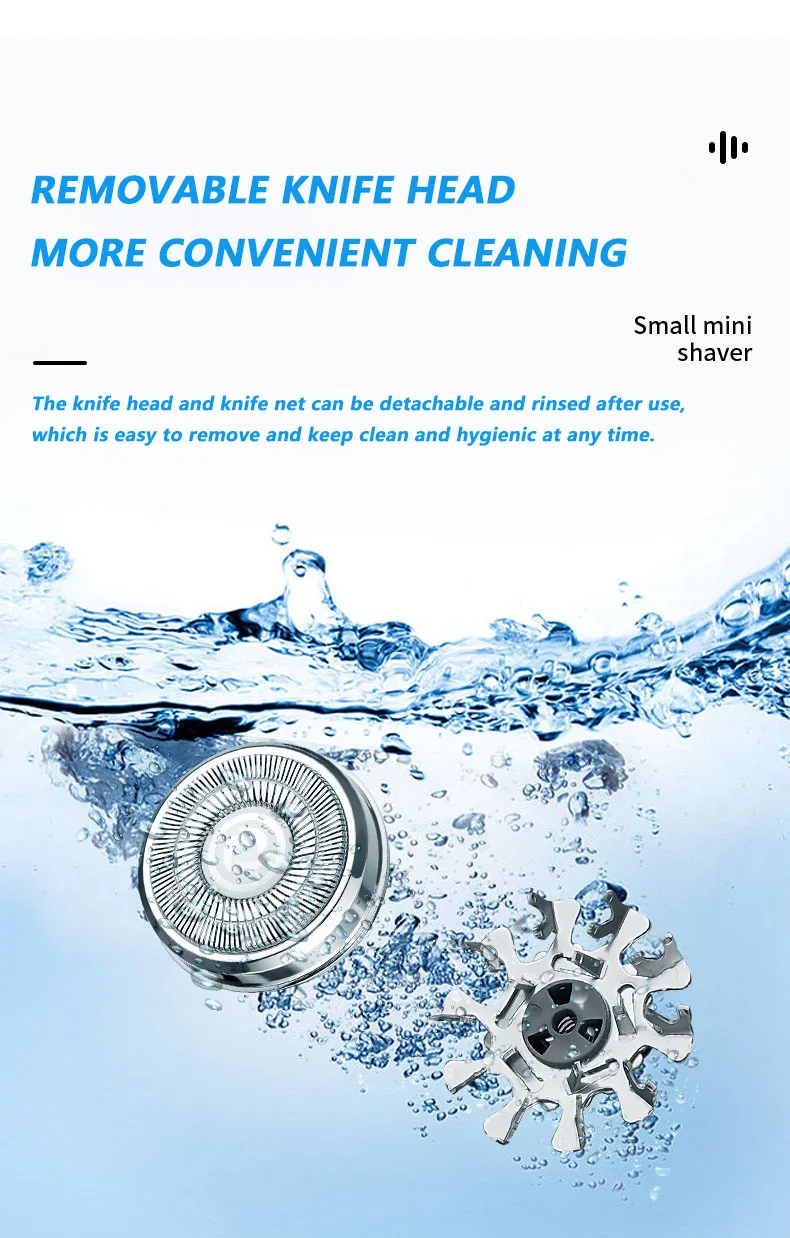 REMOVABLE KNIFE HEAD
MORE CONVENIENT CLEANING
Small mini
shaver
The knife head and knife net can be detachable and rinsed after use,
which is easy to remove and keep clean and hygienic at any time.